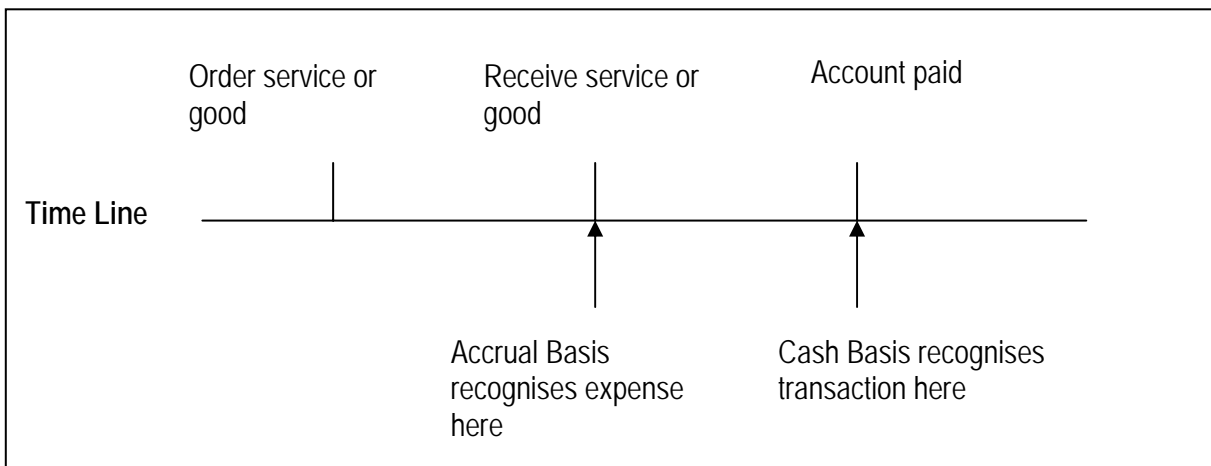 Order service or
good
Receive service or
good
Account paid
Time Line
Accrual Basis
recognises expense
here
Cash Basis recognises
transaction here